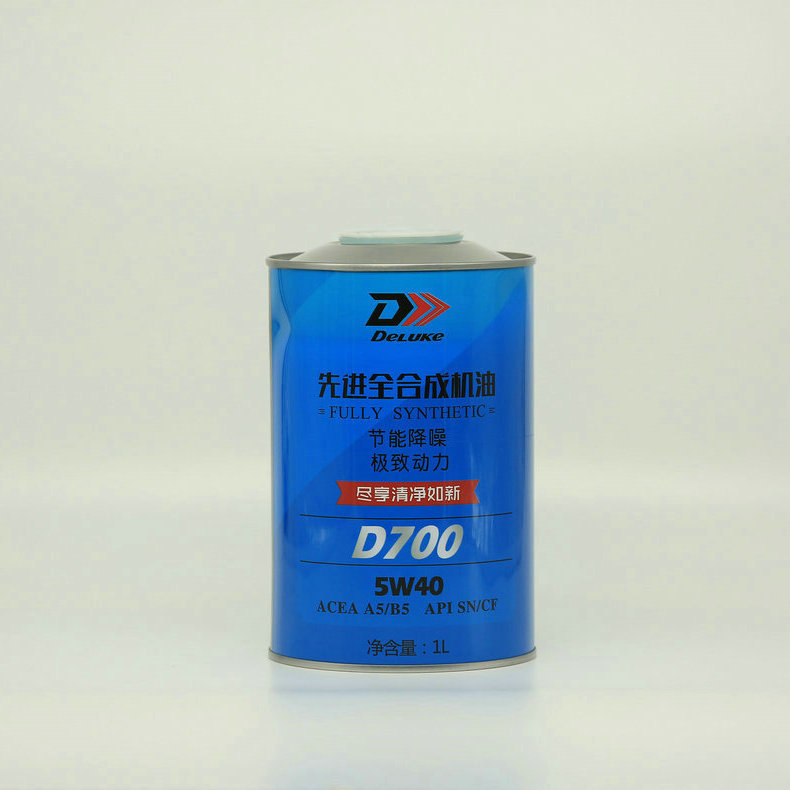 D
DELUKE
先进全合成机油
FULLY SYNTHETIC
节能降噪
极致动力
尽享清净如新
D700
5W40
ACEA A5/B5 API SN/CF
净含量：1L